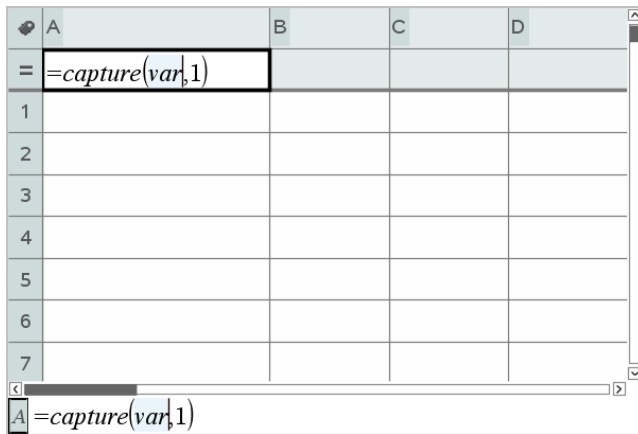 A B C D
= =capture(var,1)
1
2
3
4
5
6
7
A =capture(var,1)